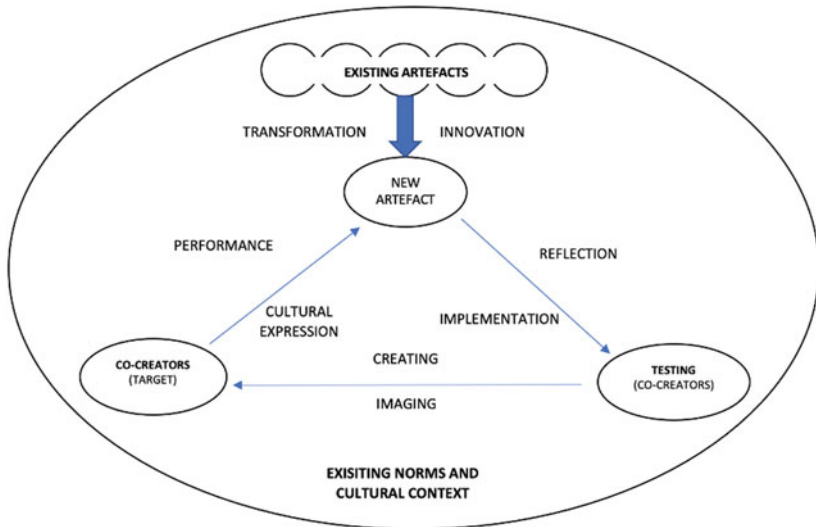 EXISTING ARTEFACTS
TRANSFORMATION
INNOVATION
NEW
ARTEFACT
PERFORMANCE
REFLECTION
CULTURAL
EXPRESSION
IMPLEMENTATION
CO-CREATORS
(TARGET)
CREATING
IMAGING
TESTING
(CO-CREATORS)
EXISITING NORMS AND
CULTURAL CONTEXT